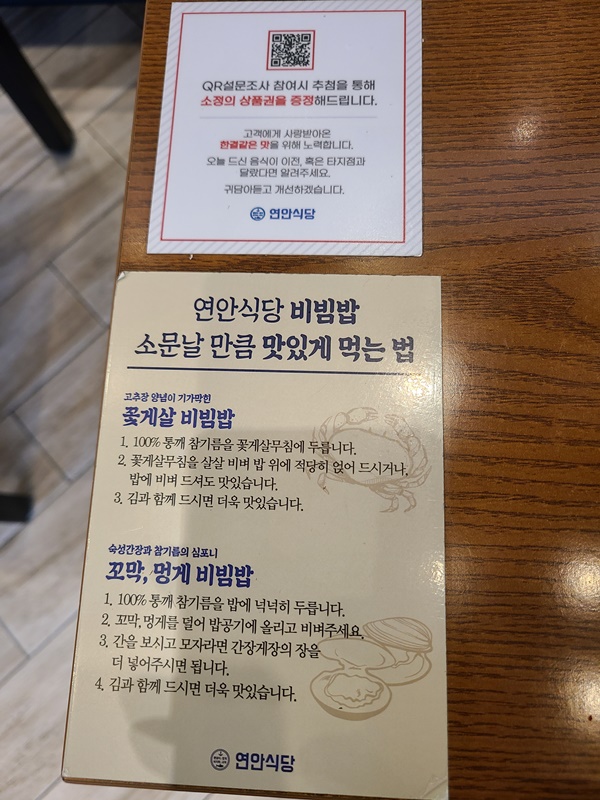 QR설문조사 참여시 추첨을 통해
소정의 상품권을 증정해드립니다.
고객에게 사랑받아온
한결같은 맛을 위해 노력합니다.
오늘 드신 음식이 이전, 혹은 타지점과
달랐다면 알려주세요.
귀담아듣고 개선하겠습니다.
연안식당
연안식당 비빔밥
소문날 만큼 맛있게 먹는 법
고추장 양념이 기가막힌
꽃게살 비빔밥
1. 100% 통깨 참기름을 꽃게살무침에 두릅니다.
2. 꽃게살무침을 살살 비벼 밥 위에 적당히 얹어 드시거나,
밥에 비벼 드셔도 맛있습니다.
3. 김과 함께 드시면 더욱 맛있습니다.
숙성간장과 참기름의 심포니
꼬막, 멍게 비빔밥
1. 100% 통깨 참기름을 밥에 넉넉히 두릅니다.
2. 꼬막, 멍게를 덜어 밥공기에 올리고 비벼주세요.
3. 간을 보시고 모자라면 간장게장의 장을
더 넣어주시면 됩니다.
4. 김과 함께 드시면 더욱 맛있습니다.
연안식당